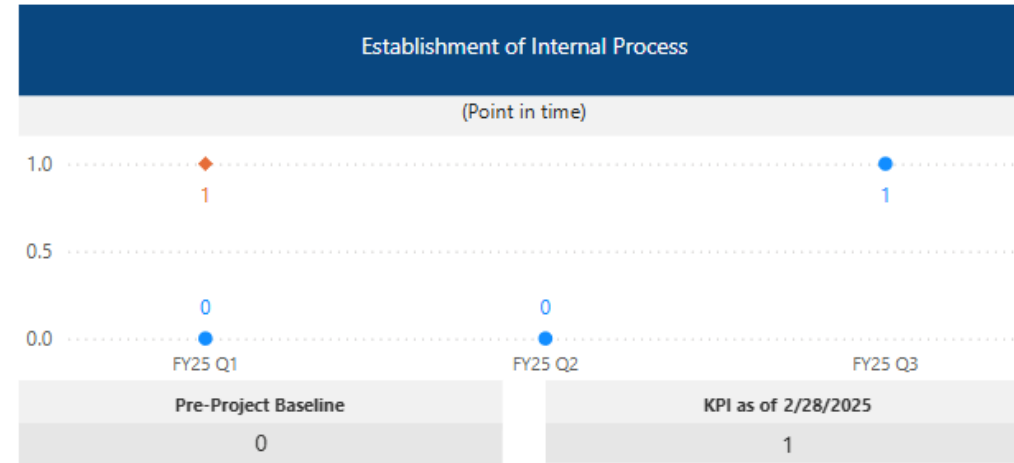 Establishment of Internal Process
(Point in time)
1.0
1
1
0.5
0
0
0.0
FY25 Q1 FY25 Q2 FY25 Q3
Pre-Project Baseline KPI as of 2/28/2025
0 1